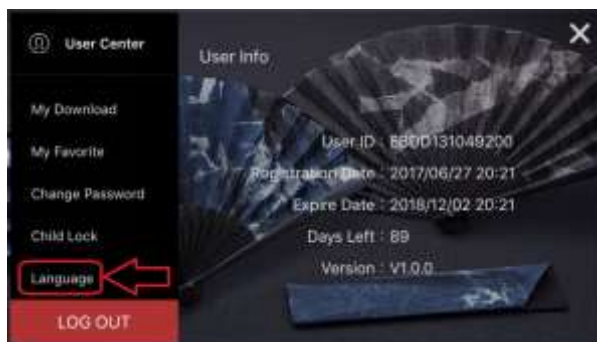 User Center
My Download
My Favorite
Change Password
Child Lock
Language
LOG OUT
User Info
User ID : EBDD131049200
Registration Date : 2017/06/27 20:21
Expire Date : 2018/12/02 20:21
Days Left : 89
Version : V1.0.0